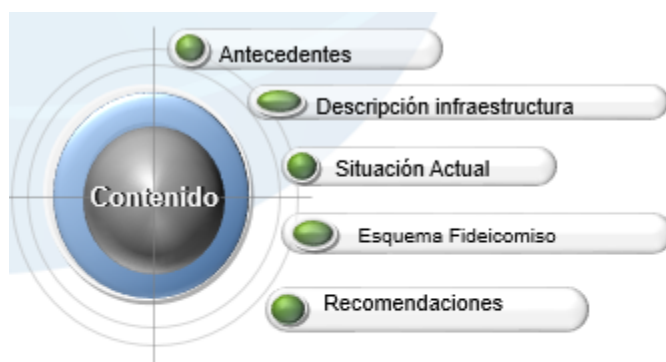 Antecedentes
Descripción infraestructura
Situación Actual
Contenido
Esquema Fideicomiso
Recomendaciones